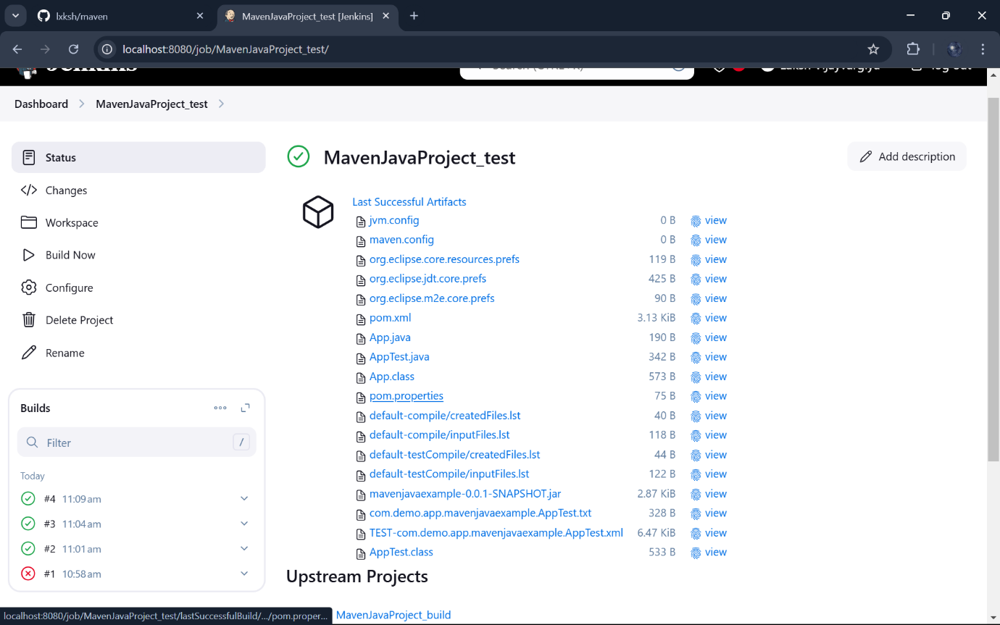 lxksh/maven
MavenJavaProject_test [Jenkins]
localhost:8080/job/MavenJavaProject_test/
Jenkins
Search (CTRL+K)
Laksh Vijayvargiya
log out
Dashboard
MavenJavaProject_test
Status
Changes
Workspace
Build Now
Configure
Delete Project
Rename
Builds
Filter /
Today
#4 11:09 am
#3 11:04 am
#2 11:01 am
#1 10:58 am
MavenJavaProject_test
Add description
Last Successful Artifacts
jvm.config 0 B view
maven.config 0 B view
org.eclipse.core.resources.prefs 119 B view
org.eclipse.jdt.core.prefs 425 B view
org.eclipse.m2e.core.prefs 90 B view
pom.xml 3.13 KiB view
App.java 190 B view
AppTest.java 342 B view
App.class 573 B view
pom.properties 75 B view
default-compile/createdFiles.lst 40 B view
default-compile/inputFiles.lst 118 B view
default-testCompile/createdFiles.lst 44 B view
default-testCompile/inputFiles.lst 122 B view
mavenjavaexample-0.0.1-SNAPSHOT.jar 2.87 KiB view
com.demo.app.mavenjavaexample.AppTest.txt 328 B view
TEST-com.demo.app.mavenjavaexample.AppTest.xml 6.47 KiB view
AppTest.class 533 B view
Upstream Projects
MavenJavaProject_build
localhost:8080/job/MavenJavaProject_test/lastSuccessfulBuild/.../pom.proper...